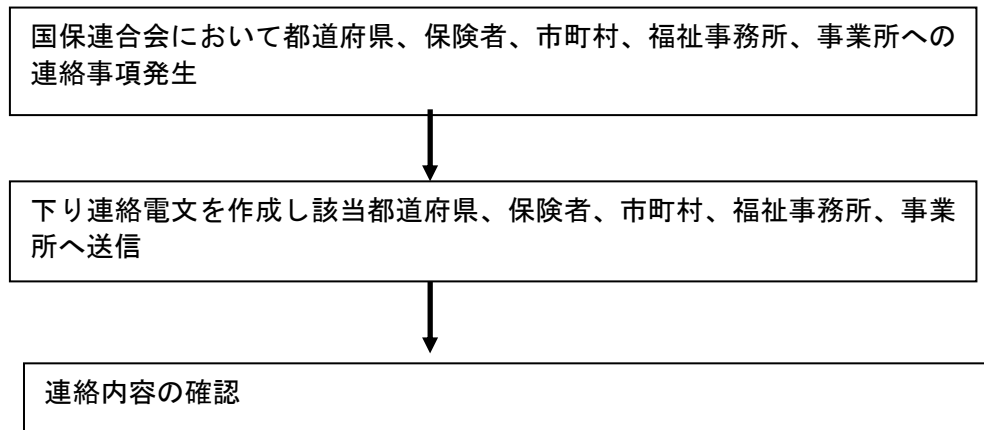 国保連合会において都道府県、保険者、市町村、福祉事務所、事業所への
連絡事項発生
下り連絡電文を作成し該当都道府県、保険者、市町村、福祉事務所、事業
所へ送信
連絡内容の確認